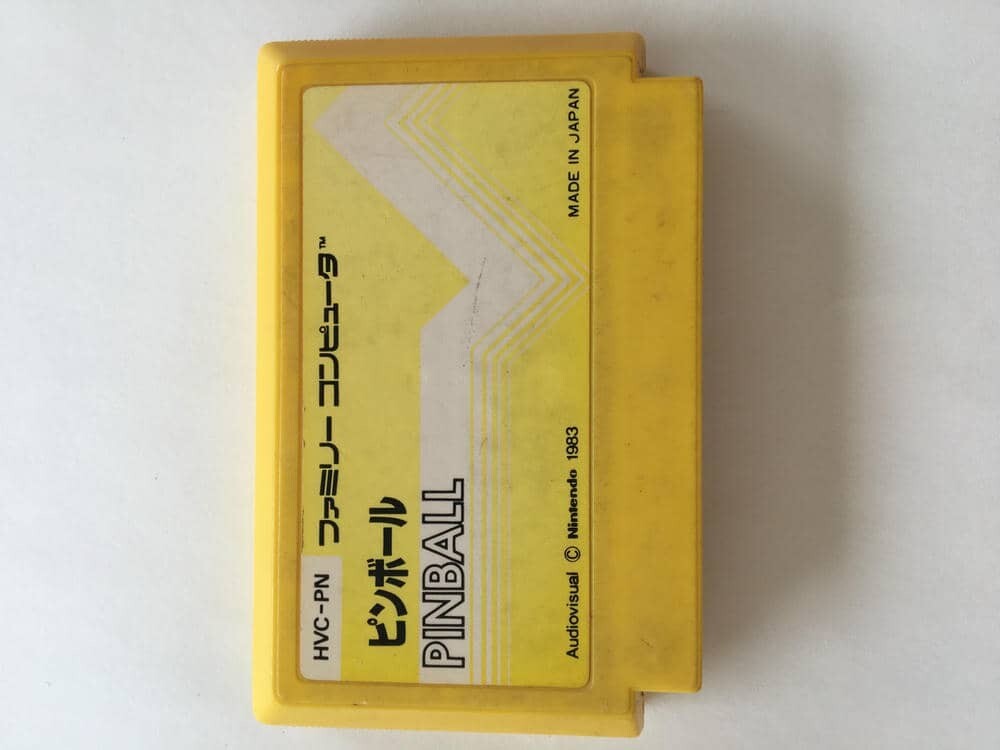 HVC-PN
ファミリー コンピュータ™
ピンボール
PINBALL
Audiovisual © Nintendo 1983
MADE IN JAPAN